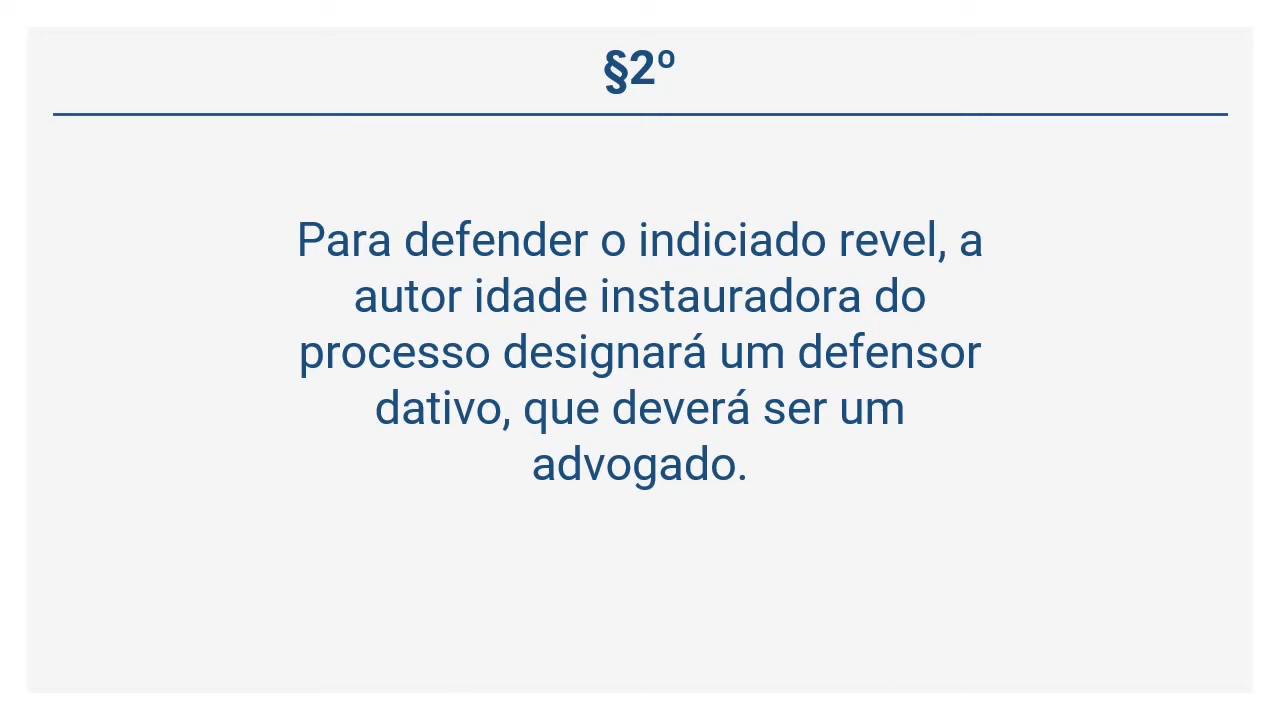 §2º
Para defender o indiciado revel, a
autor idade instauradora do
processo designará um defensor
dativo, que deverá ser um
advogado.